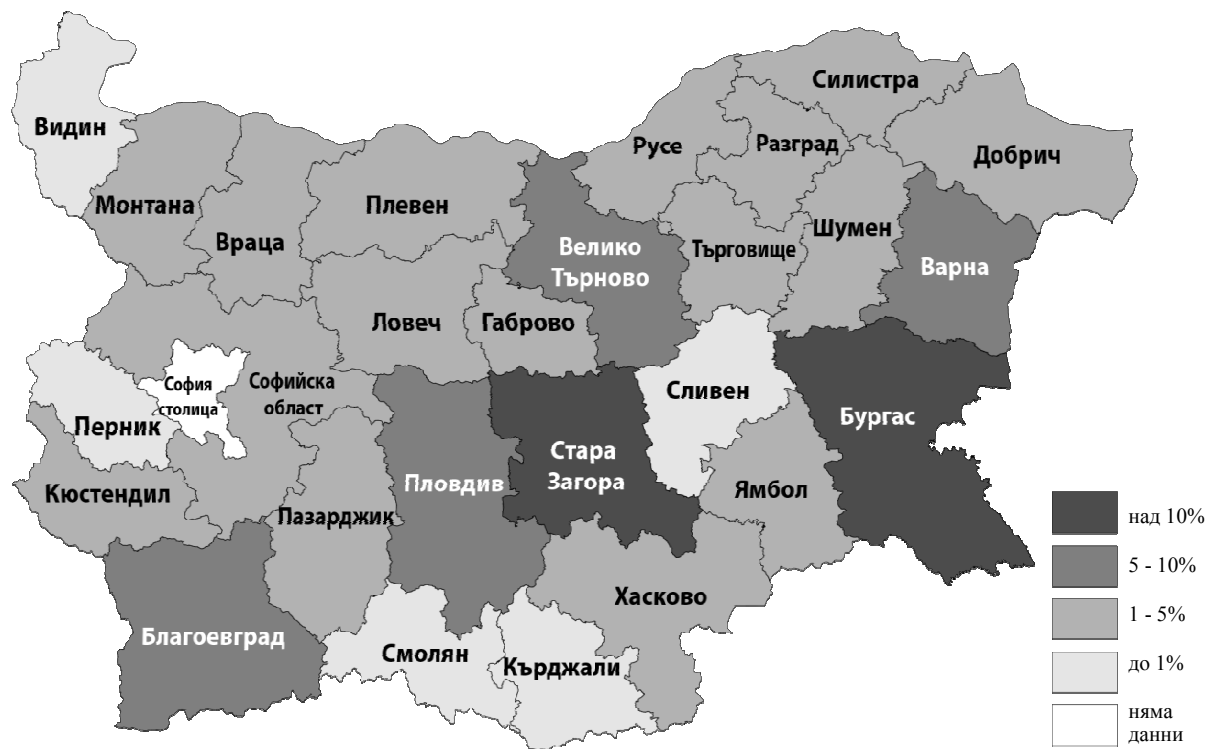 Силистра
Видин
Русе
Разград
Добрич
Монтана
Плевен
Враца
Шумен
Велико
Търново
Търговище
Варна
Ловеч
Габрово
София
столица
Софийска
област
Сливен
Перник
Бургас
Стара
Загора
Кюстендил
Пловдив
Ямбол
Пазарджик
Хасково
Благоевград
Смолян
Кърджали
над 10%
5 - 10%
1 - 5%
до 1%
няма
данни